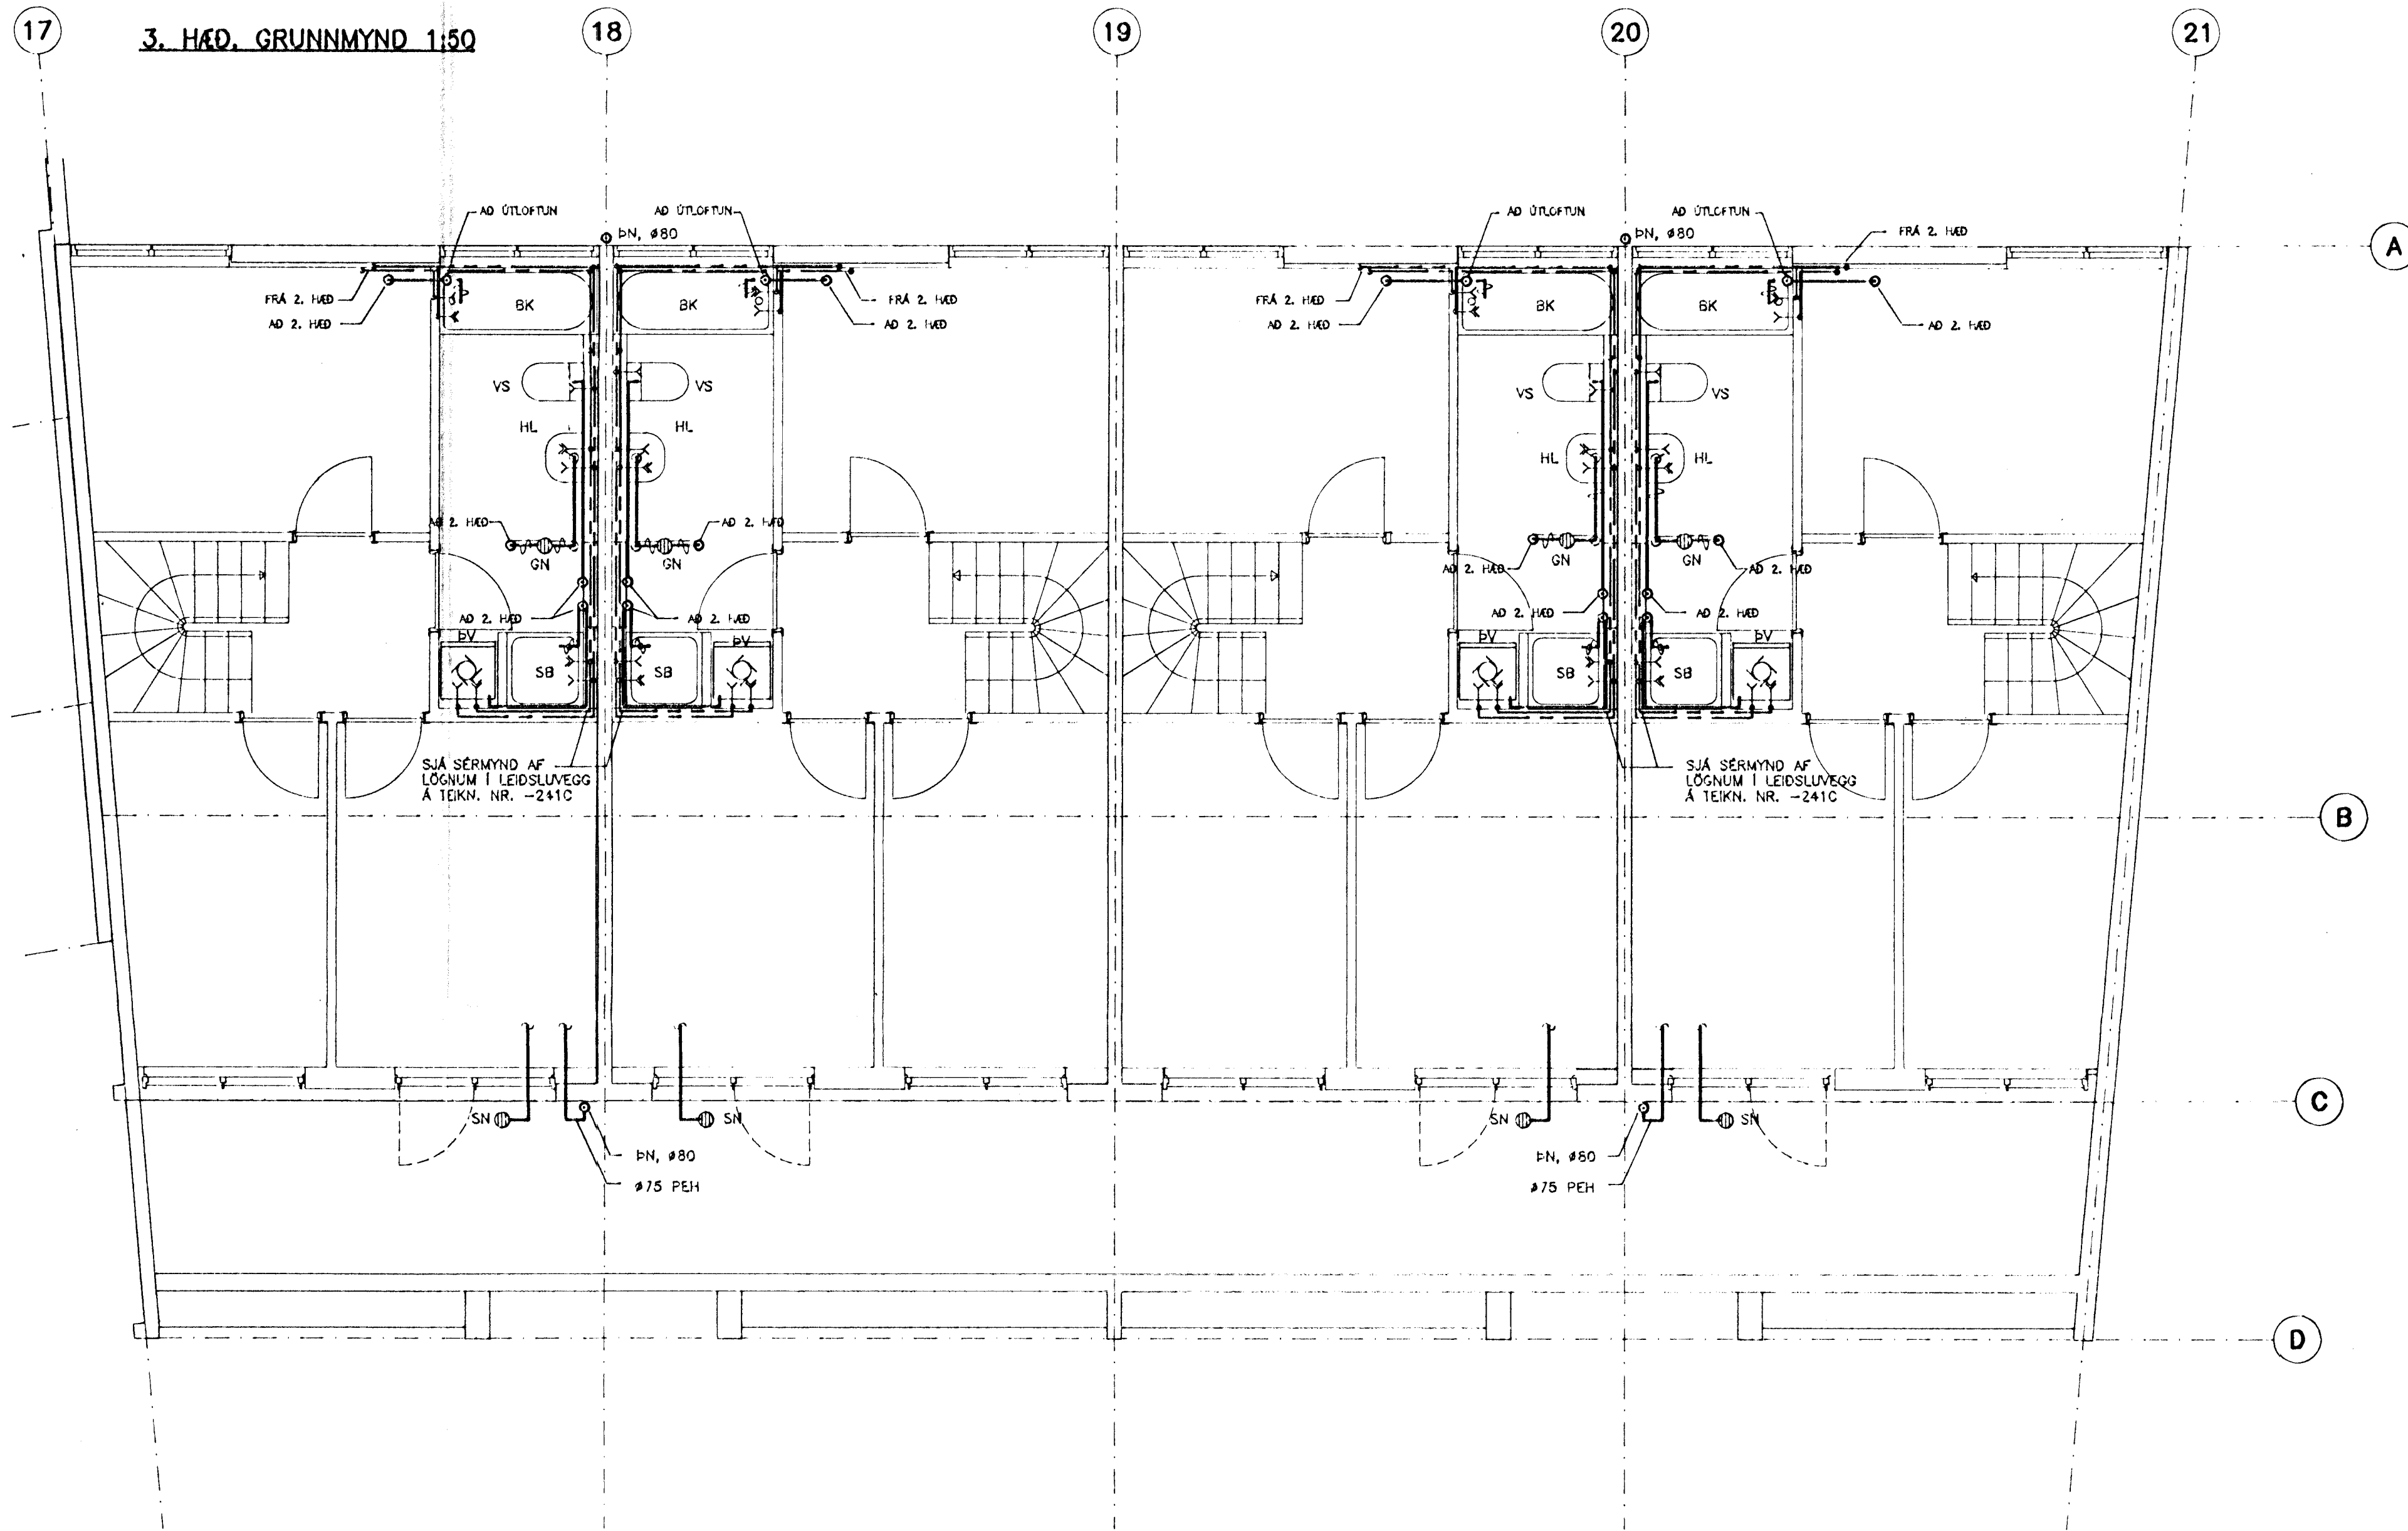 17
3. HÆÐ. GRUNNMYND 1:50
18
19
20
21
AÐ ÚTLOFTUN
AÐ ÚTLOFTUN
AÐ ÚTLOFTUN
AÐ ÚTLOFTUN
ÞN, ø80
ÞN, ø80
FRÁ 2. HÆÐ
A
FRÁ 2. HÆÐ
AÐ 2. HÆÐ
BK
BK
FRÁ 2. HÆÐ
AÐ 2. HÆÐ
FRÁ 2. HÆÐ
AÐ 2. HÆÐ
BK
BK
AÐ 2. HÆÐ
VS
VS
VS
VS
HL
HL
HL
HL
AÐ 2. HÆÐ
AÐ 2. HÆÐ
GN
GN
AÐ 2. HÆÐ
GN
GN
AÐ 2. HÆÐ
AÐ 2. HÆÐ
AÐ 2. HÆÐ
AÐ 2. HÆÐ
AÐ 2. HÆÐ
ÞV
ÞV
ÞV
ÞV
SB
SB
SB
SB
SJÁ SÉRMYND AF
LÖGNUM Í LEIÐSLUVEGG
Á TEIKN. NR. -241C
SJÁ SÉRMYND AF
LÖGNUM Í LEIÐSLUVEGG
Á TEIKN. NR. -241C
B
C
SN
SN
SN
SN
ÞN, ø80
ø75 PEH
ÞN, ø80
ø75 PEH
D